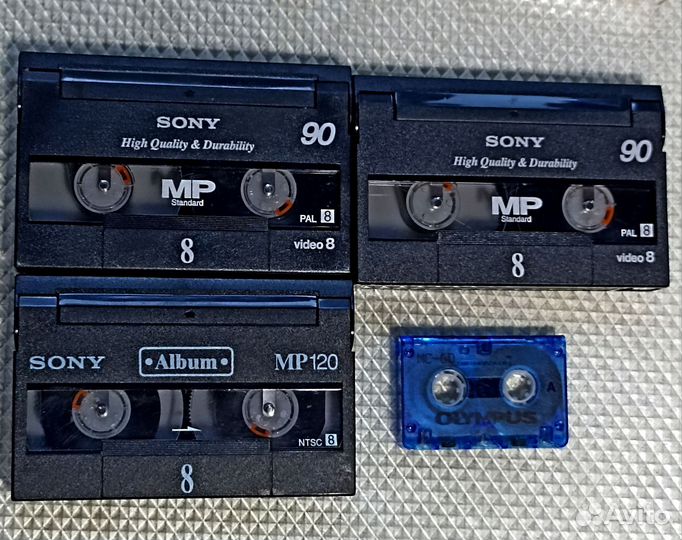 SONY 90
High Quality & Durability
MP
Standard
PAL 8
8
video 8
SONY 90
High Quality & Durability
MP
Standard
PAL 8
8
video 8
SONY •Album• MP120
NTSC 8
8
MC-60
A
OLYMPUS
Avito